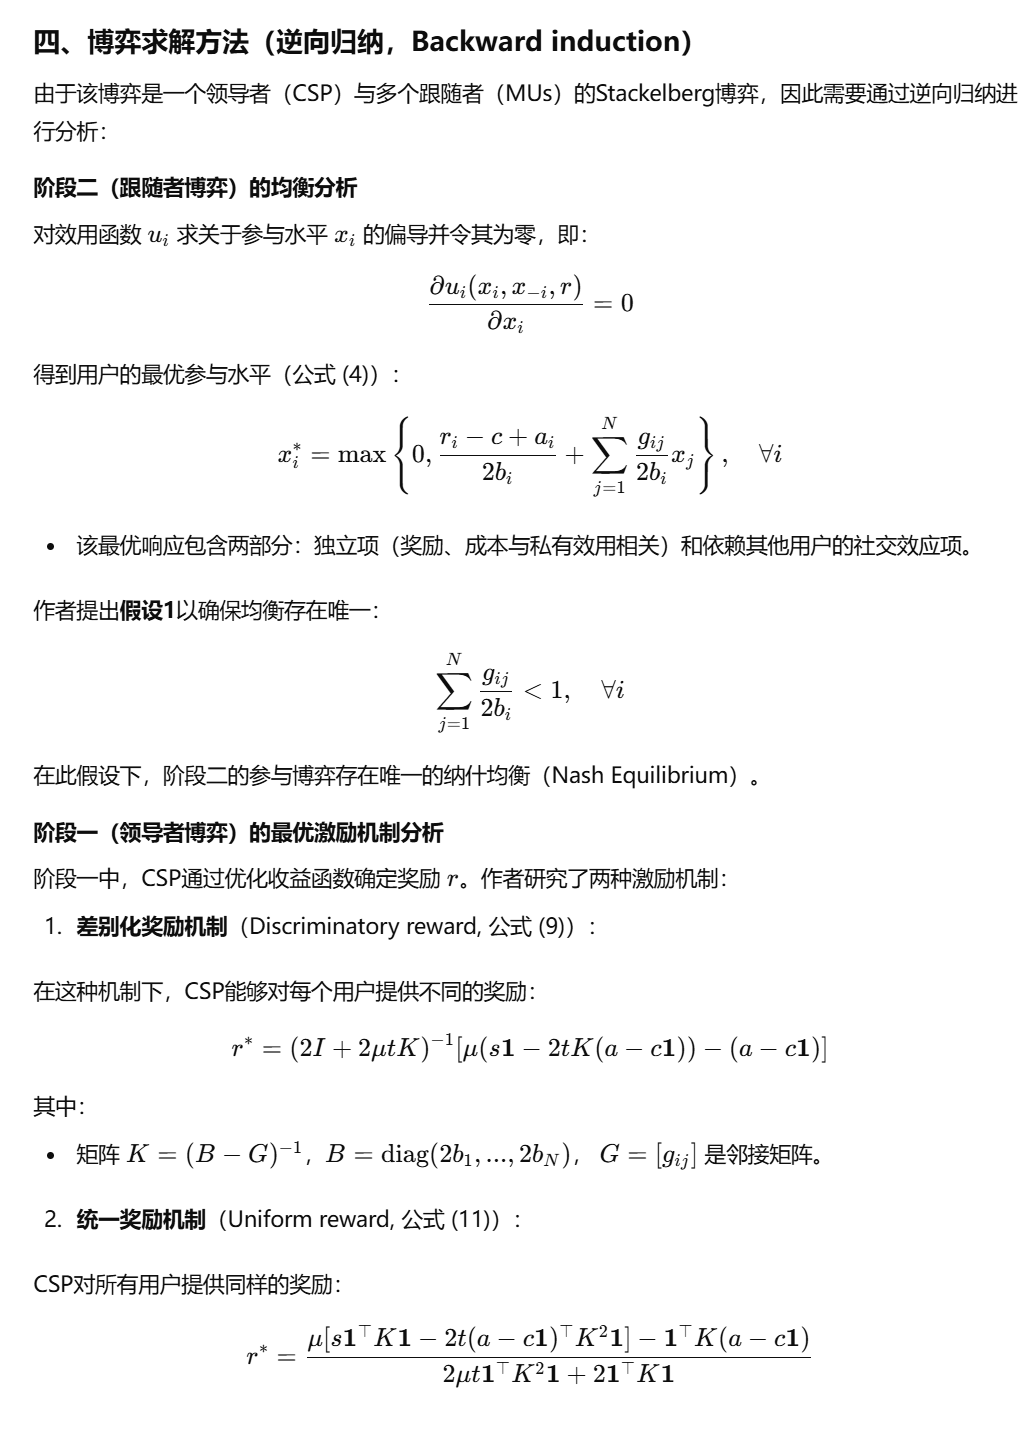 四、博弈求解方法（逆向归纳，Backward induction）
由于该博弈是一个领导者（CSP）与多个跟随者（MUs）的Stackelberg博弈，因此需要通过逆向归纳进
行分析：
阶段二（跟随者博弈）的均衡分析
对效用函数 u_i 求关于参与水平 x_i 的偏导并令其为零，即：
\frac{\partial u_i(x_i, x_{-i}, r)}{\partial x_i} = 0
得到用户的最优参与水平（公式 (4)）：
x_i^* = \max \left\{ 0, \frac{r_i - c + a_i}{2b_i} + \sum_{j=1}^{N} \frac{g_{ij}}{2b_i} x_j \right\}, \quad \forall i
• 该最优响应包含两部分：独立项（奖励、成本与私有效用相关）和依赖其他用户的社交效应项。
作者提出假设1以确保均衡存在唯一：
\sum_{j=1}^{N} \frac{g_{ij}}{2b_i} < 1, \quad \forall i
在此假设下，阶段二的参与博弈存在唯一的纳什均衡（Nash Equilibrium）。
阶段一（领导者博弈）的最优激励机制分析
阶段一中，CSP通过优化收益函数确定奖励 r。作者研究了两种激励机制：
1. 差别化奖励机制（Discriminatory reward, 公式 (9)）：
在这种机制下，CSP能够对每个用户提供不同的奖励：
r^* = (2I + 2\mu tK)^{-1}[\mu(s\mathbf{1} - 2tK(a - c\mathbf{1})) - (a - c\mathbf{1})]
其中：
• 矩阵 K = (B - G)^{-1}，B = \mathrm{diag}(2b_1, ..., 2b_N)， G = [g_{ij}] 是邻接矩阵。
2. 统一奖励机制（Uniform reward, 公式 (11)）：
CSP对所有用户提供同样的奖励：
r^* = \frac{\mu[s\mathbf{1}^\top K\mathbf{1} - 2t(a - c\mathbf{1})^\top K^2\mathbf{1}] - \mathbf{1}^\top K(a - c\mathbf{1})}{2\mu t\mathbf{1}^\top K^2\mathbf{1} + 2\mathbf{1}^\top K\mathbf{1}}